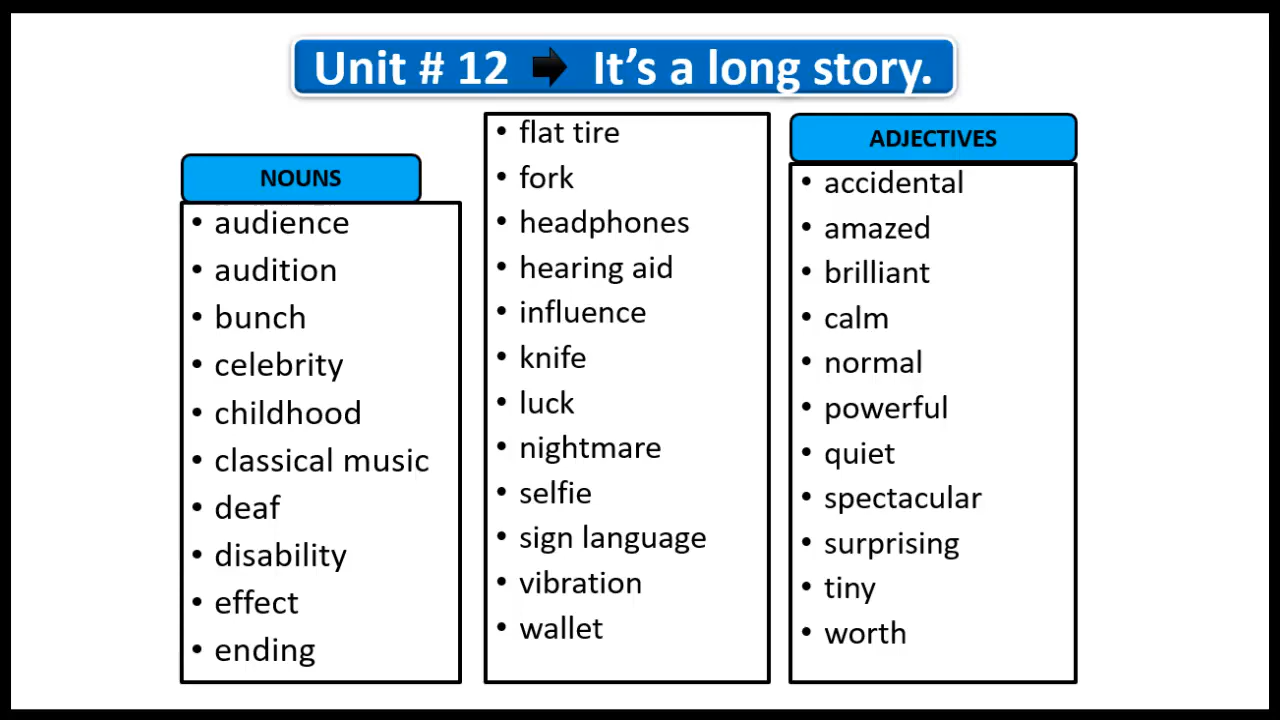 Unit # 12 ➡ It's a long story.
NOUNS
• audience
• audition
• bunch
• celebrity
• childhood
• classical music
• deaf
• disability
• effect
• ending
• flat tire
• fork
• headphones
• hearing aid
• influence
• knife
• luck
• nightmare
• selfie
• sign language
• vibration
• wallet
ADJECTIVES
• accidental
• amazed
• brilliant
• calm
• normal
• powerful
• quiet
• spectacular
• surprising
• tiny
• worth